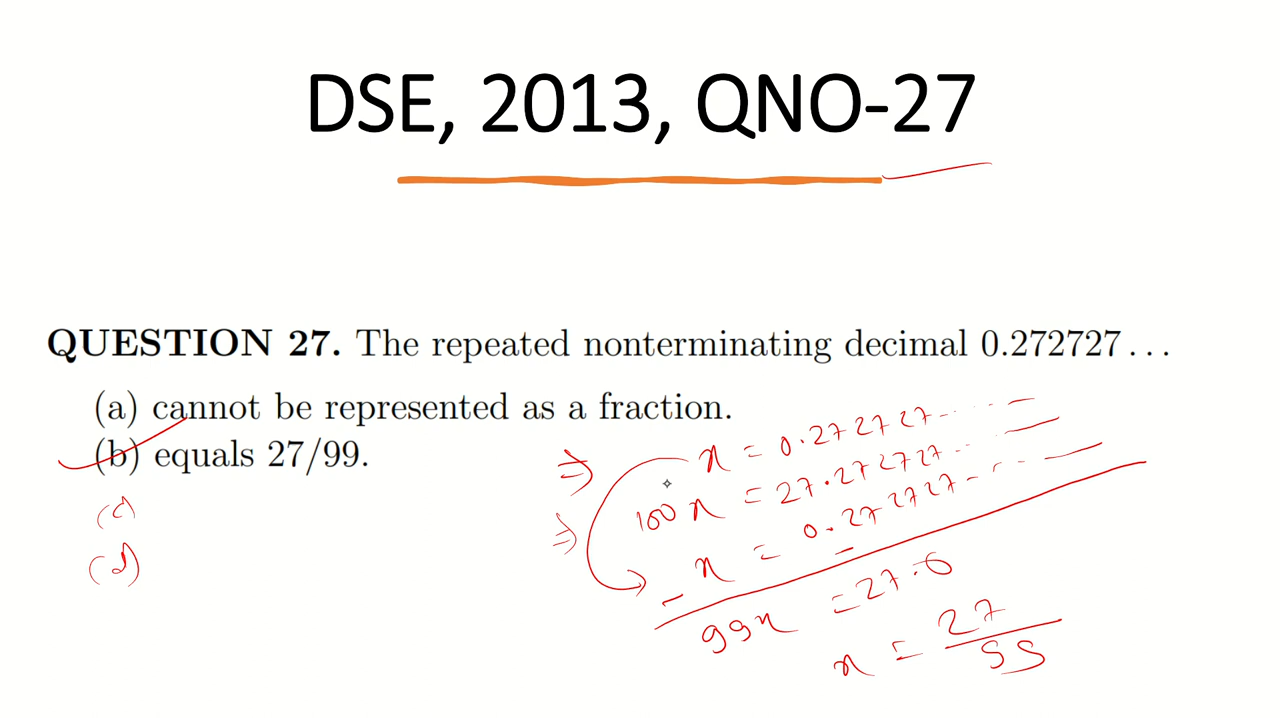 DSE, 2013, QNO-27
QUESTION 27. The repeated nonterminating decimal 0.272727...
(a) cannot be represented as a fraction.
(b) equals 27/99.
(c)
(d)
⇒ x = 0.272727......
100x = 27.272727...
⇒ x = 0.272727...
99x = 27.0
x = 27
99